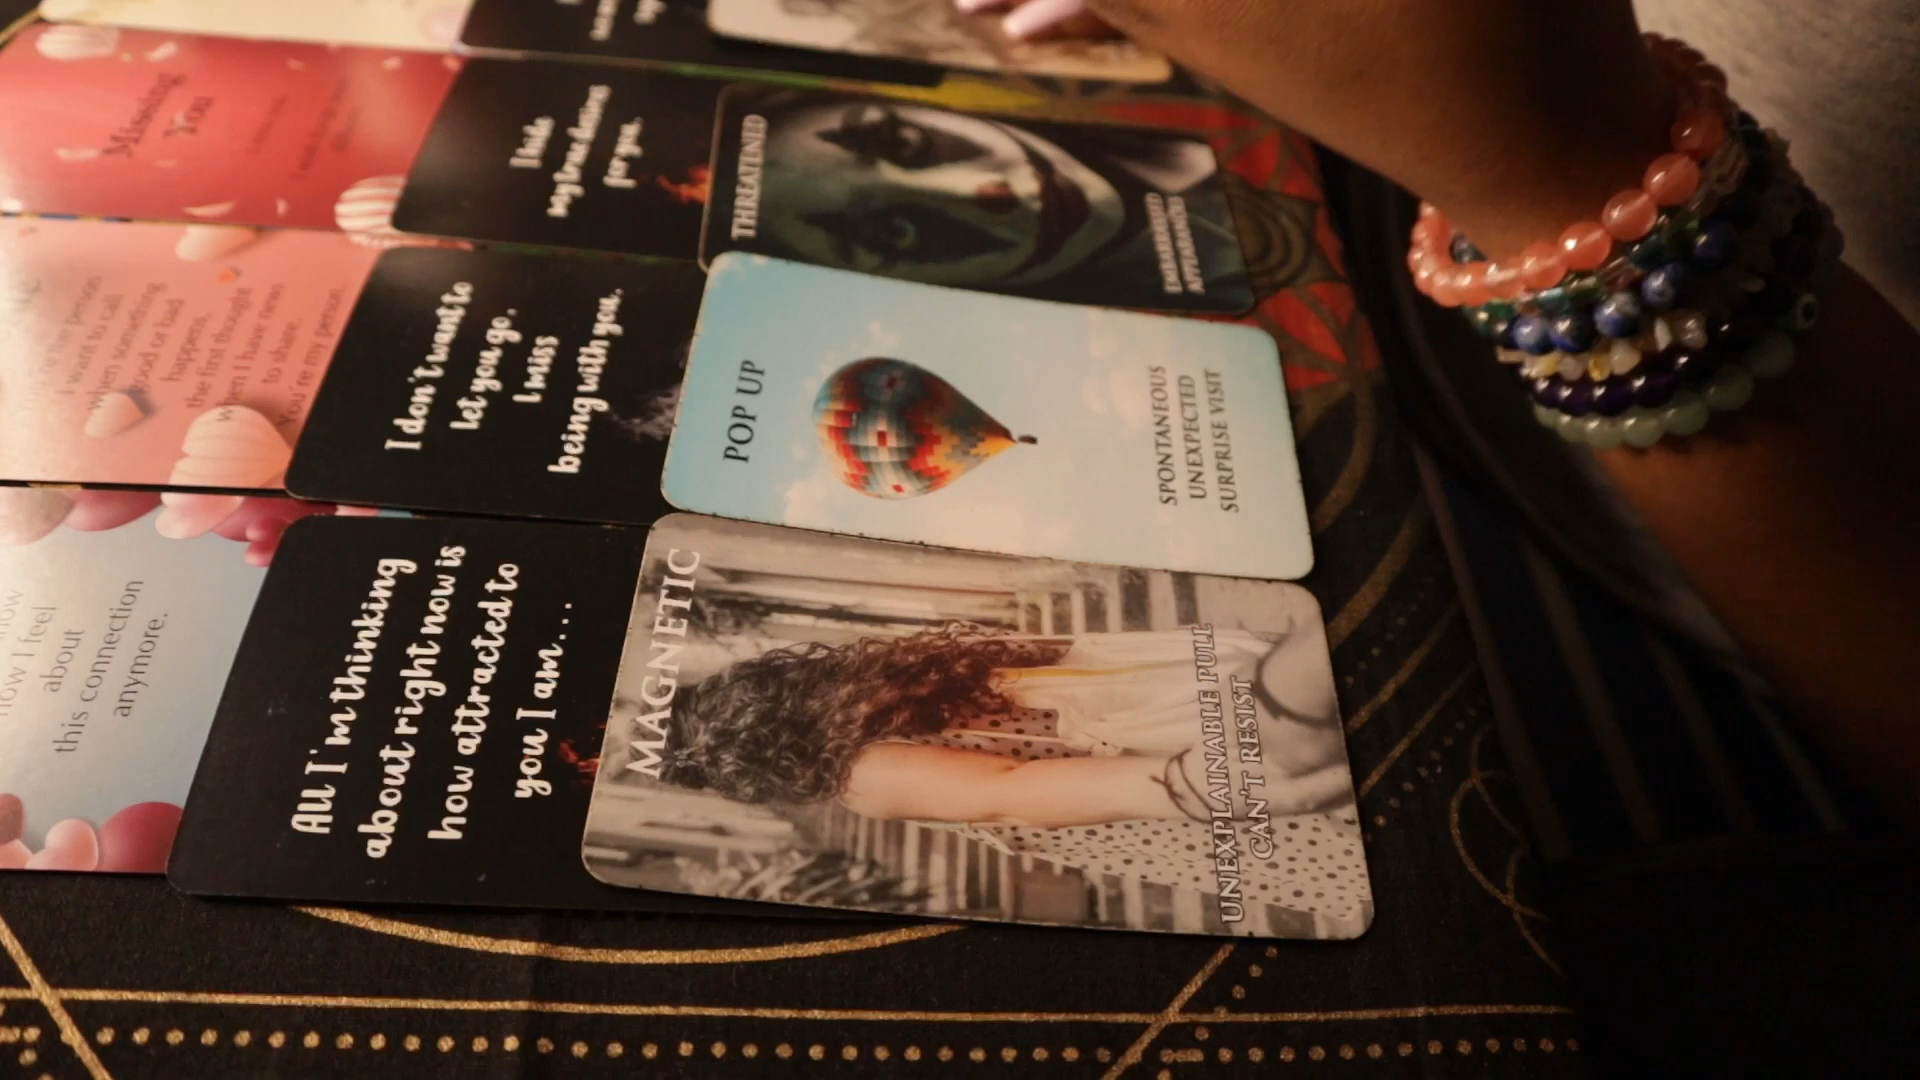 Missing
You
I hide
my true desires
for you.
THREATENED
EMBARRASSED
APPEARANCES
the person
I want to call
when something
good or bad
happens,
the first thought
when I have news
to share.
You're my person.
I don't want to
let you go,
I miss
being with you.
POP UP
SPONTANEOUS
UNEXPECTED
SURPRISE VISIT
how I feel
about
this connection
anymore.
All I'm thinking
about right now is
how attracted to
you I am...
MAGNETIC
UNEXPLAINABLE PULL
CAN'T RESIST